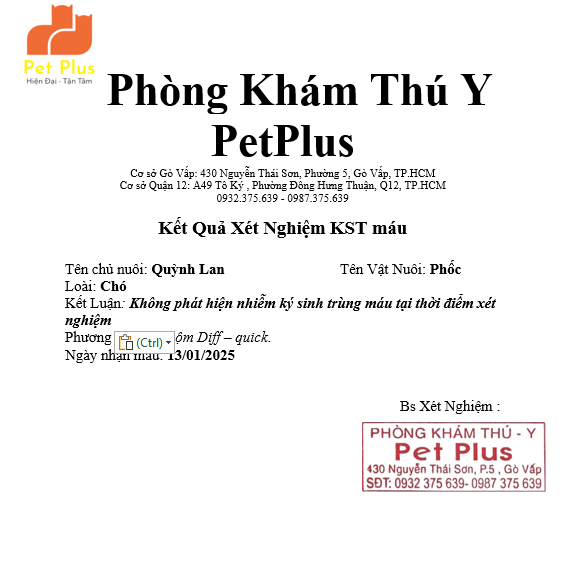 Pet Plus
Hiện Đại - Tận Tâm
Phòng Khám Thú Y
PetPlus
Cơ sở Gò Vấp: 430 Nguyễn Thái Sơn, Phường 5, Gò Vấp, TP.HCM
Cơ sở Quận 12: A49 Tô Ký , Phường Đông Hưng Thuận, Q12, TP.HCM
0932.375.639 - 0987.375.639
Kết Quả Xét Nghiệm KST máu
Tên chủ nuôi: Quỳnh Lan Tên Vật Nuôi: Phốc
Loài: Chó
Kết Luận: Không phát hiện nhiễm ký sinh trùng máu tại thời điểm xét
nghiệm
Phương (Ctrl) Diff – quick.
Ngày nhận mẫu: 13/01/2025
Bs Xét Nghiệm :
PHÒNG KHÁM THÚ - Y
Pet Plus
430 Nguyễn Thái Sơn, P.5 , Gò Vấp
SĐT: 0932 375 639- 0987 375 639